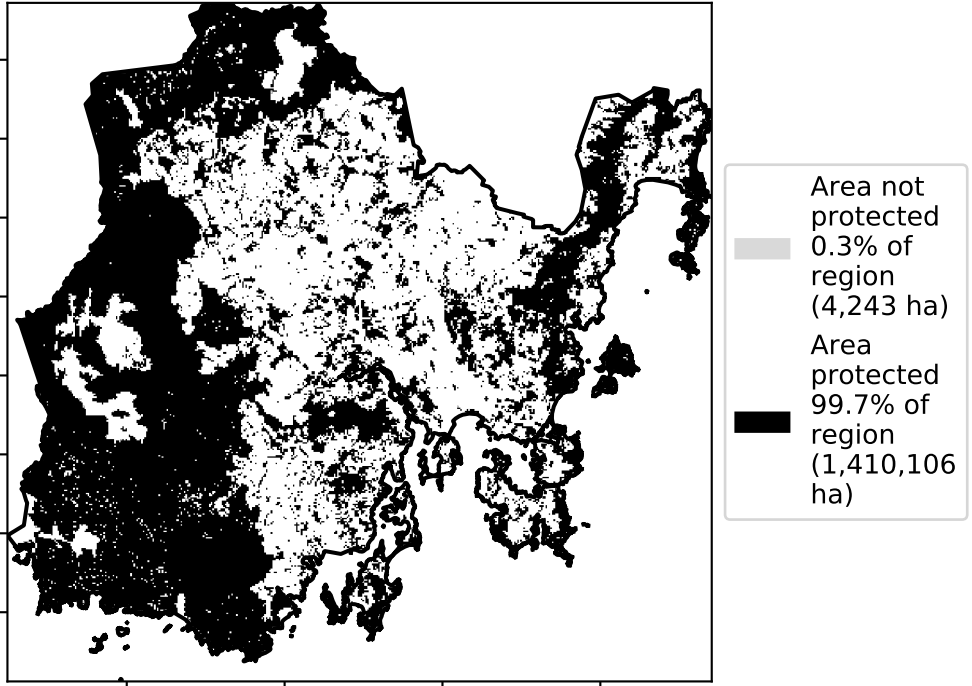 Area not
protected
0.3% of
region
(4,243 ha)
Area
protected
99.7% of
region
(1,410,106
ha)